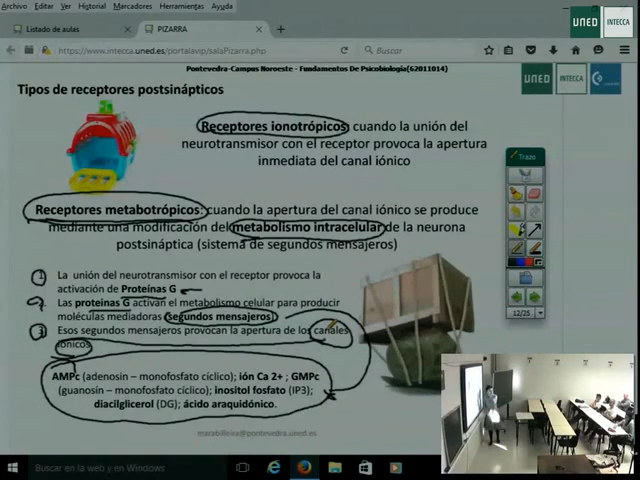 Archivo Editar Ver Historial Marcadores Herramientas Ayuda
Listado de aulas
PIZARRA
https://www.intecca.uned.es/portalavip/salaPizarra.php
Buscar
UNED
INTECCA
Pontevedra-Campus Noroeste - Fundamentos De Psicobiología(62011014)
UNED
INTECCA
Tipos de receptores postsinápticos
Receptores ionotrópicos: cuando la unión del
neurotransmisor con el receptor provoca la apertura
inmediata del canal iónico
Trazo
Receptores metabotrópicos: cuando la apertura del canal iónico se produce
mediante una modificación del metabolismo intracelular de la neurona
postsináptica (sistema de segundos mensajeros)
1 La unión del neurotransmisor con el receptor provoca la
activación de Proteínas G
2 Las proteínas G activan el metabolismo celular para producir
moléculas mediadoras (segundos mensajeros)
3 Esos segundos mensajeros provocan la apertura de los canales
iónicos
12/25
AMPc (adenosin – monofosfato cíclico); ión Ca 2+ ; GMPc
(guanosin - monofosfato cíclico); inositol fosfato (IP3);
diacilglicerol (DG); ácido araquidónico.
Buscar en la web y en Windows